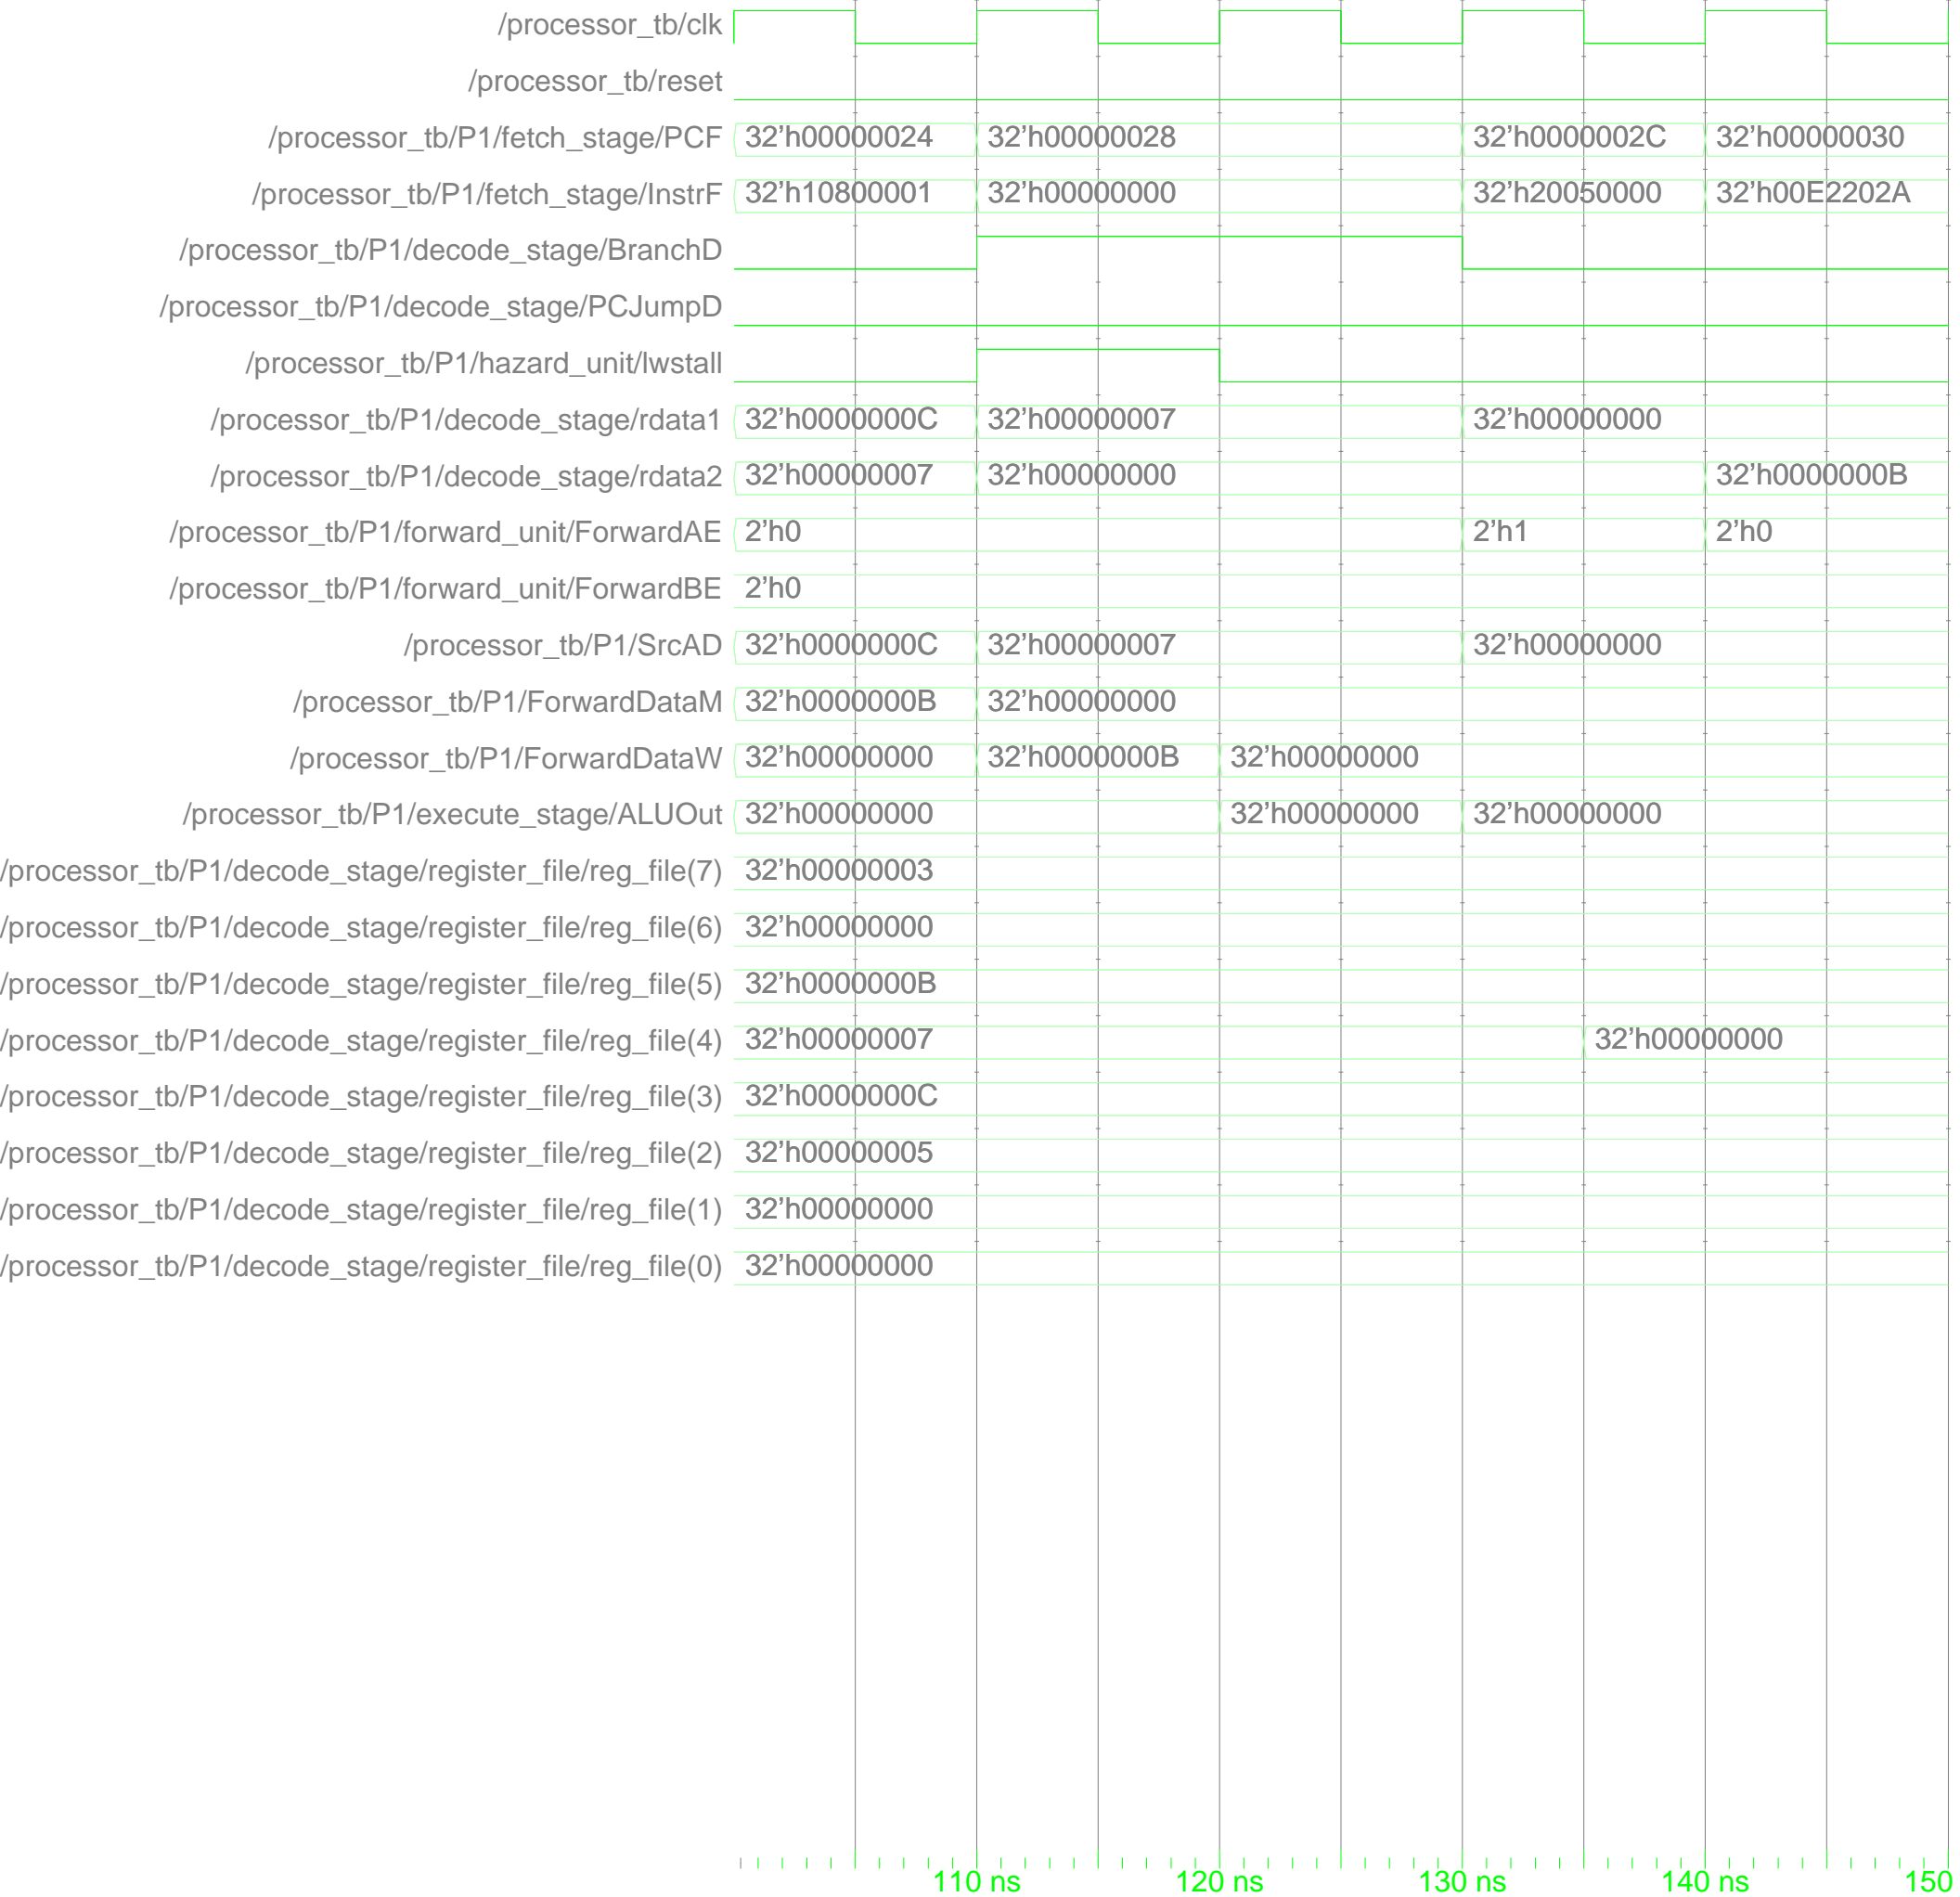 /processor_tb/clk
/processor_tb/reset
/processor_tb/P1/fetch_stage/PCF 32'h00000024 32'h00000028 32'h0000002C 32'h00000030
/processor_tb/P1/fetch_stage/InstrF 32'h10800001 32'h00000000 32'h20050000 32'h00E2202A
/processor_tb/P1/decode_stage/BranchD
/processor_tb/P1/decode_stage/PCJumpD
/processor_tb/P1/hazard_unit/lwstall
/processor_tb/P1/decode_stage/rdata1 32'h0000000C 32'h00000007 32'h00000000
/processor_tb/P1/decode_stage/rdata2 32'h00000007 32'h00000000 32'h0000000B
/processor_tb/P1/forward_unit/ForwardAE 2'h0 2'h1 2'h0
/processor_tb/P1/forward_unit/ForwardBE 2'h0
/processor_tb/P1/SrcAD 32'h0000000C 32'h00000007 32'h00000000
/processor_tb/P1/ForwardDataM 32'h0000000B 32'h00000000
/processor_tb/P1/ForwardDataW 32'h00000000 32'h0000000B 32'h00000000
/processor_tb/P1/execute_stage/ALUOut 32'h00000000 32'h00000000 32'h00000000
/processor_tb/P1/decode_stage/register_file/reg_file(7) 32'h00000003
/processor_tb/P1/decode_stage/register_file/reg_file(6) 32'h00000000
/processor_tb/P1/decode_stage/register_file/reg_file(5) 32'h0000000B
/processor_tb/P1/decode_stage/register_file/reg_file(4) 32'h00000007 32'h00000000
/processor_tb/P1/decode_stage/register_file/reg_file(3) 32'h0000000C
/processor_tb/P1/decode_stage/register_file/reg_file(2) 32'h00000005
/processor_tb/P1/decode_stage/register_file/reg_file(1) 32'h00000000
/processor_tb/P1/decode_stage/register_file/reg_file(0) 32'h00000000
110 ns 120 ns 130 ns 140 ns 150